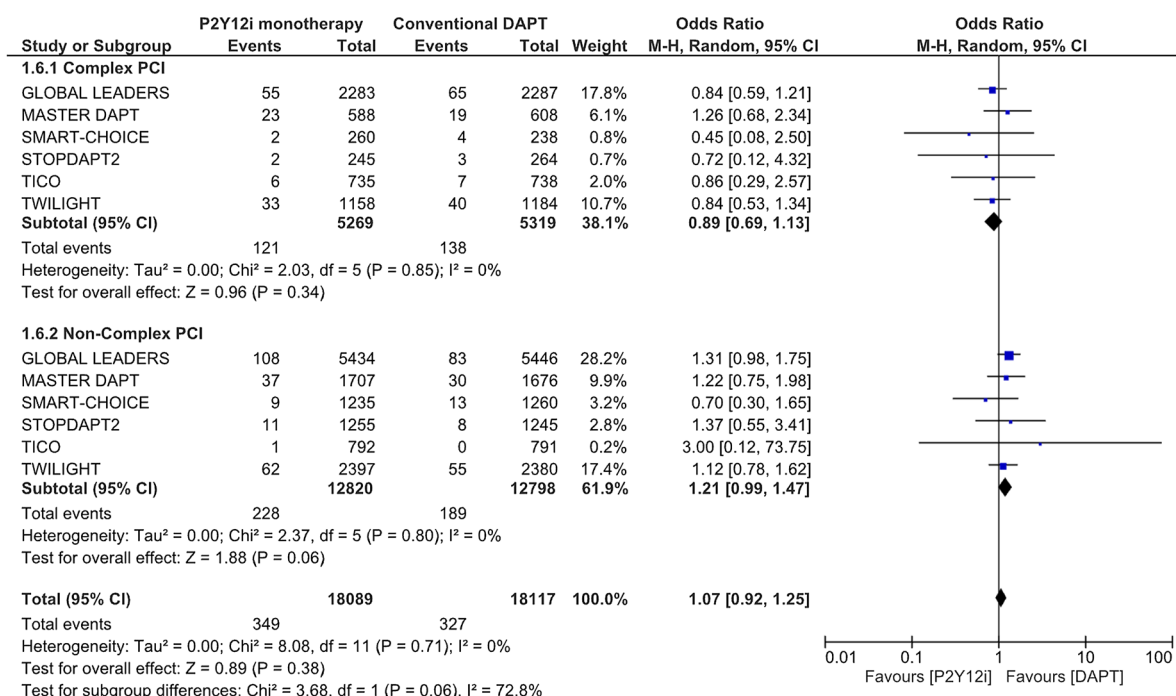 P2Y12i monotherapy Conventional DAPT Odds Ratio Odds Ratio
Study or Subgroup Events Total Events Total Weight M-H, Random, 95% CI M-H, Random, 95% CI
1.6.1 Complex PCI
GLOBAL LEADERS 55 2283 65 2287 17.8% 0.84 [0.59, 1.21]
MASTER DAPT 23 588 19 608 6.1% 1.26 [0.68, 2.34]
SMART-CHOICE 2 260 4 238 0.8% 0.45 [0.08, 2.50]
STOPDAPT2 2 245 3 264 0.7% 0.72 [0.12, 4.32]
TICO 6 735 7 738 2.0% 0.86 [0.29, 2.57]
TWILIGHT 33 1158 40 1184 10.7% 0.84 [0.53, 1.34]
Subtotal (95% CI) 5269 5319 38.1% 0.89 [0.69, 1.13]
Total events 121 138
Heterogeneity: Tau² = 0.00; Chi² = 2.03, df = 5 (P = 0.85); I² = 0%
Test for overall effect: Z = 0.96 (P = 0.34)
1.6.2 Non-Complex PCI
GLOBAL LEADERS 108 5434 83 5446 28.2% 1.31 [0.98, 1.75]
MASTER DAPT 37 1707 30 1676 9.9% 1.22 [0.75, 1.98]
SMART-CHOICE 9 1235 13 1260 3.2% 0.70 [0.30, 1.65]
STOPDAPT2 11 1255 8 1245 2.8% 1.37 [0.55, 3.41]
TICO 1 792 0 791 0.2% 3.00 [0.12, 73.75]
TWILIGHT 62 2397 55 2380 17.4% 1.12 [0.78, 1.62]
Subtotal (95% CI) 12820 12798 61.9% 1.21 [0.99, 1.47]
Total events 228 189
Heterogeneity: Tau² = 0.00; Chi² = 2.37, df = 5 (P = 0.80); I² = 0%
Test for overall effect: Z = 1.88 (P = 0.06)
Total (95% CI) 18089 18117 100.0% 1.07 [0.92, 1.25]
Total events 349 327
Heterogeneity: Tau² = 0.00; Chi² = 8.08, df = 11 (P = 0.71); I² = 0%
Test for overall effect: Z = 0.89 (P = 0.38)
Test for subgroup differences: Chi² = 3.68, df = 1 (P = 0.06), I² = 72.8%
0.01 0.1 1 10 100
Favours [P2Y12i] Favours [DAPT]